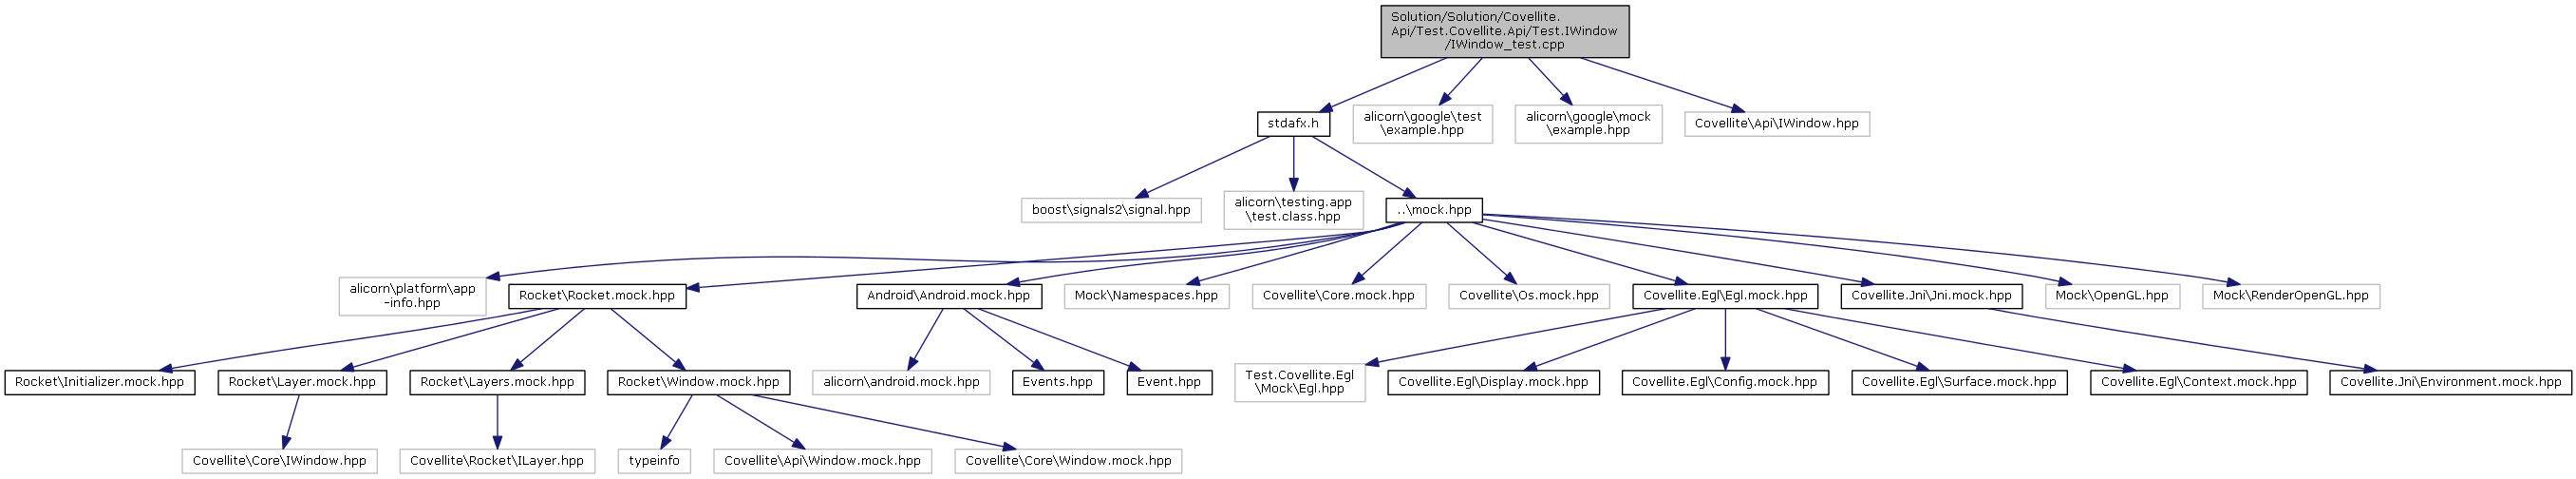 Solution/Solution/Covellite.
Api/Test.Covellite.Api/Test.IWindow
/IWindow_test.cpp
stdafx.h
alicorn\google\test
\example.hpp
alicorn\google\mock
\example.hpp
Covellite\Api\IWindow.hpp
boost\signals2\signal.hpp
alicorn\testing.app
\test.class.hpp
..\mock.hpp
alicorn\platform\app
-info.hpp
Rocket\Rocket.mock.hpp
Android\Android.mock.hpp
Mock\Namespaces.hpp
Covellite\Core.mock.hpp
Covellite\Os.mock.hpp
Covellite.Egl\Egl.mock.hpp
Covellite.Jni\Jni.mock.hpp
Mock\OpenGL.hpp
Mock\RenderOpenGL.hpp
Rocket\Initializer.mock.hpp
Rocket\Layer.mock.hpp
Rocket\Layers.mock.hpp
Rocket\Window.mock.hpp
alicorn\android.mock.hpp
Events.hpp
Event.hpp
Test.Covellite.Egl
\Mock\Egl.hpp
Covellite.Egl\Display.mock.hpp
Covellite.Egl\Config.mock.hpp
Covellite.Egl\Surface.mock.hpp
Covellite.Egl\Context.mock.hpp
Covellite.Jni\Environment.mock.hpp
Covellite\Core\IWindow.hpp
Covellite\Rocket\ILayer.hpp
typeinfo
Covellite\Api\Window.mock.hpp
Covellite\Core\Window.mock.hpp